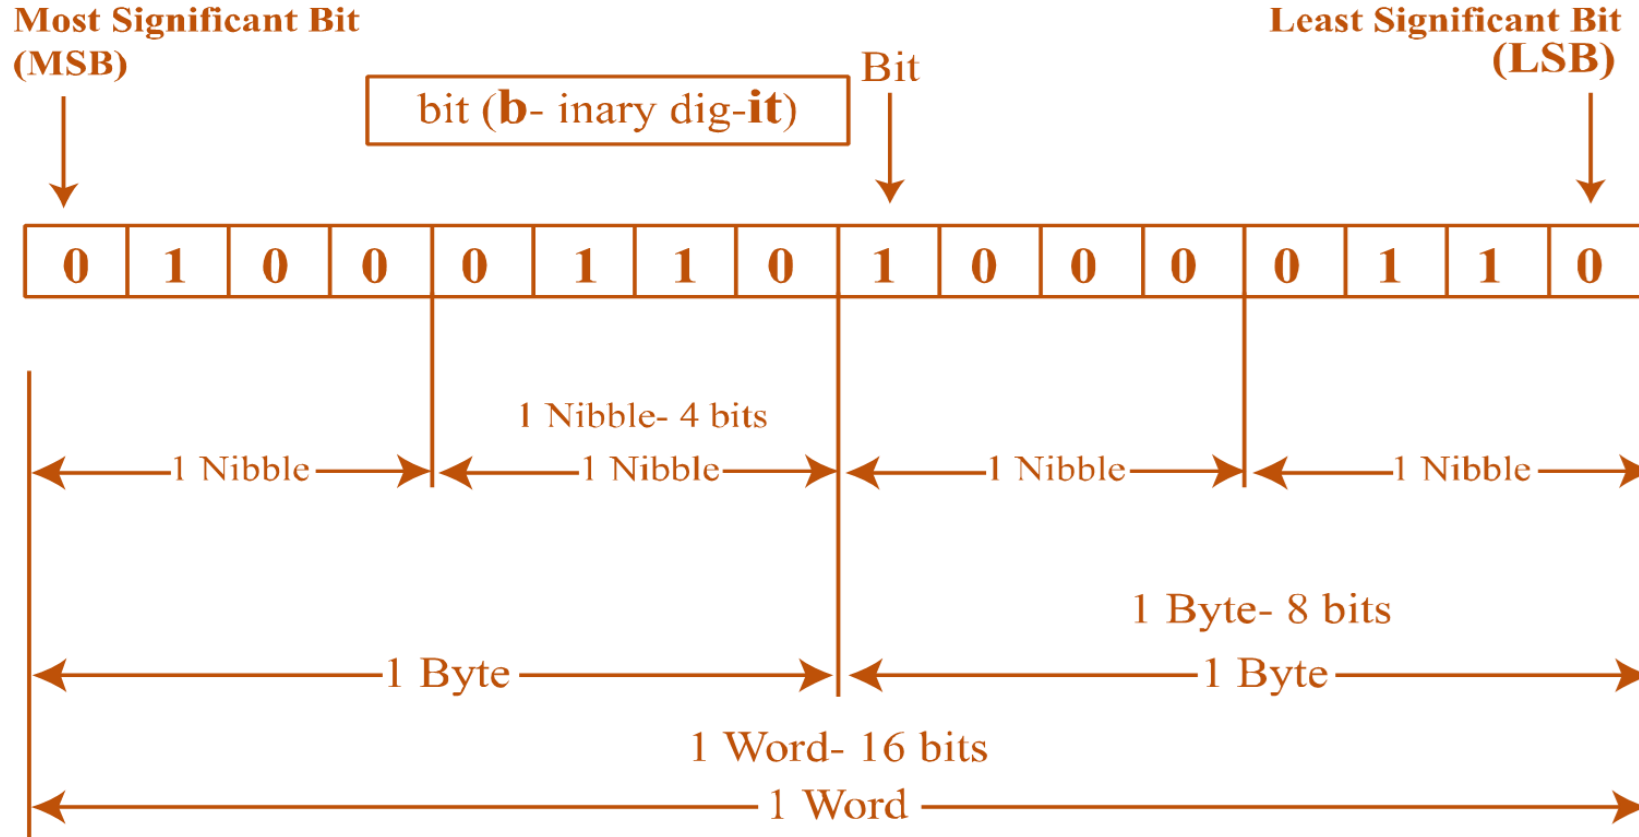 Most Significant Bit
(MSB)
Least Significant Bit
(LSB)
Bit
bit (b- inary dig-it)
0 1 0 0 0 1 1 0 1 0 0 0 0 1 1 0
1 Nibble- 4 bits
1 Nibble 1 Nibble 1 Nibble 1 Nibble
1 Byte- 8 bits
1 Byte 1 Byte
1 Word- 16 bits
1 Word